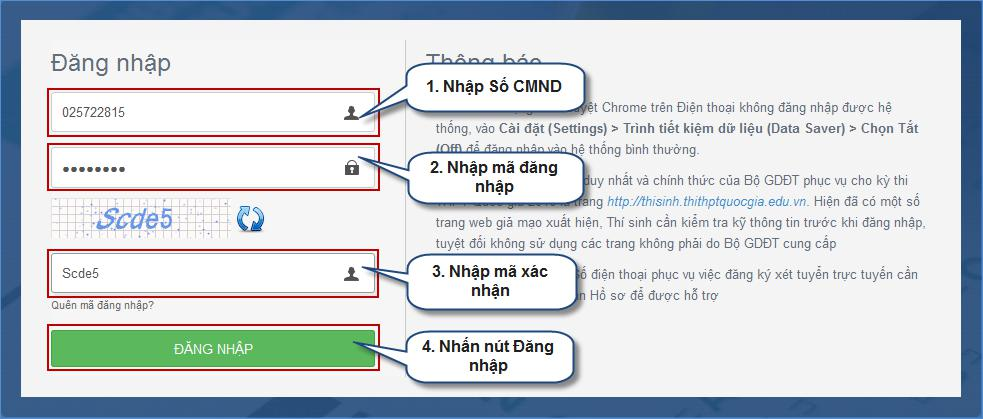 Đăng nhập
025722815
Scde5
Scde5
Quên mã đăng nhập?
ĐĂNG NHẬP
1. Nhập Số CMND
2. Nhập mã đăng
nhập
3. Nhập mã xác
nhận
4. Nhấn nút Đăng
nhập
Thông báo
Chrome trên Điện thoại không đăng nhập được hệ
thống, vào Cài đặt (Settings) > Trình tiết kiệm dữ liệu (Data Saver) > Chọn Tắt
(Off) để đăng nhập vào hệ thống bình thường.
duy nhất và chính thức của Bộ GDĐT phục vụ cho kỳ thi
trang http://thisinh.thithptquocgia.edu.vn. Hiện đã có một số
trang web giả mạo xuất hiện, Thí sinh cần kiểm tra kỹ thông tin trước khi đăng nhập,
tuyệt đối không sử dụng các trang không phải do Bộ GDĐT cung cấp
Số điện thoại phục vụ việc đăng ký xét tuyển trực tuyến cần
Hồ sơ để được hỗ trợ